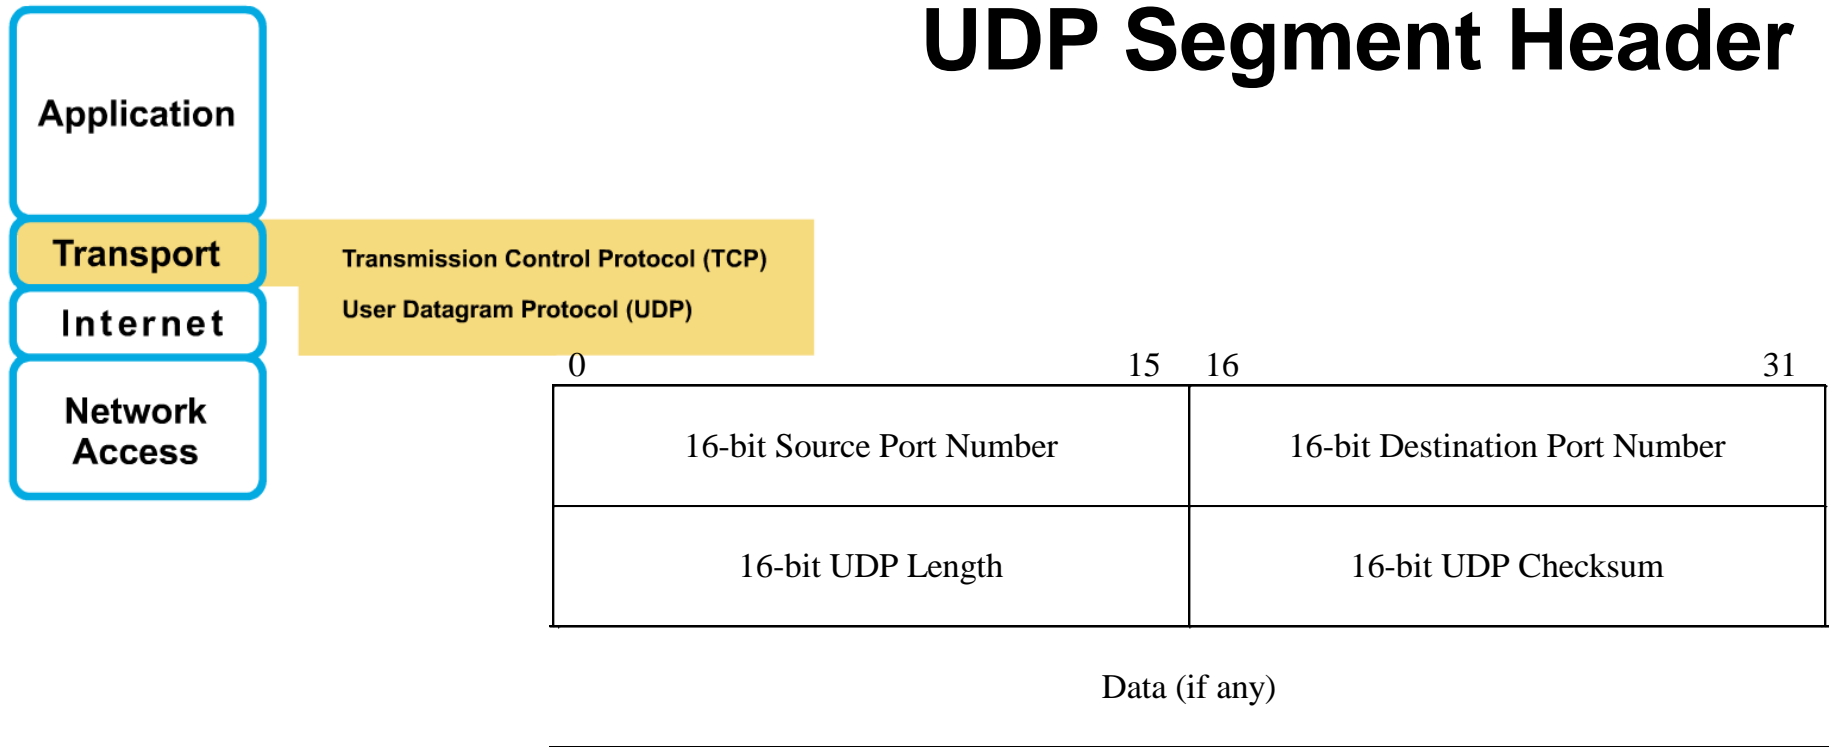 UDP Segment Header
Application
Transport
Transmission Control Protocol (TCP)
User Datagram Protocol (UDP)
Internet
Network
Access
0 15 16 31
16-bit Source Port Number 16-bit Destination Port Number
16-bit UDP Length 16-bit UDP Checksum
Data (if any)